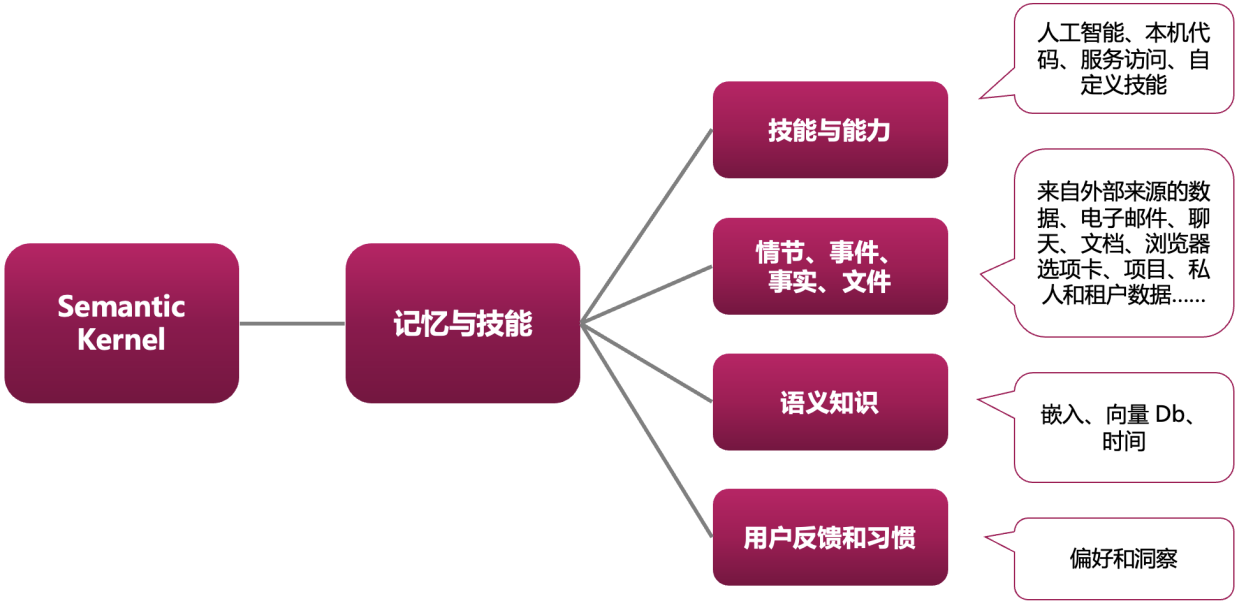 Semantic
Kernel
记忆与技能
技能与能力
人工智能、本机代
码、服务访问、自
定义技能
情节、事件、
事实、文件
来自外部来源的数
据、电子邮件、聊
天、文档、浏览器
选项卡、项目、私
人和租户数据......
语义知识
嵌入、向量 Db、
时间
用户反馈和习惯
偏好和洞察